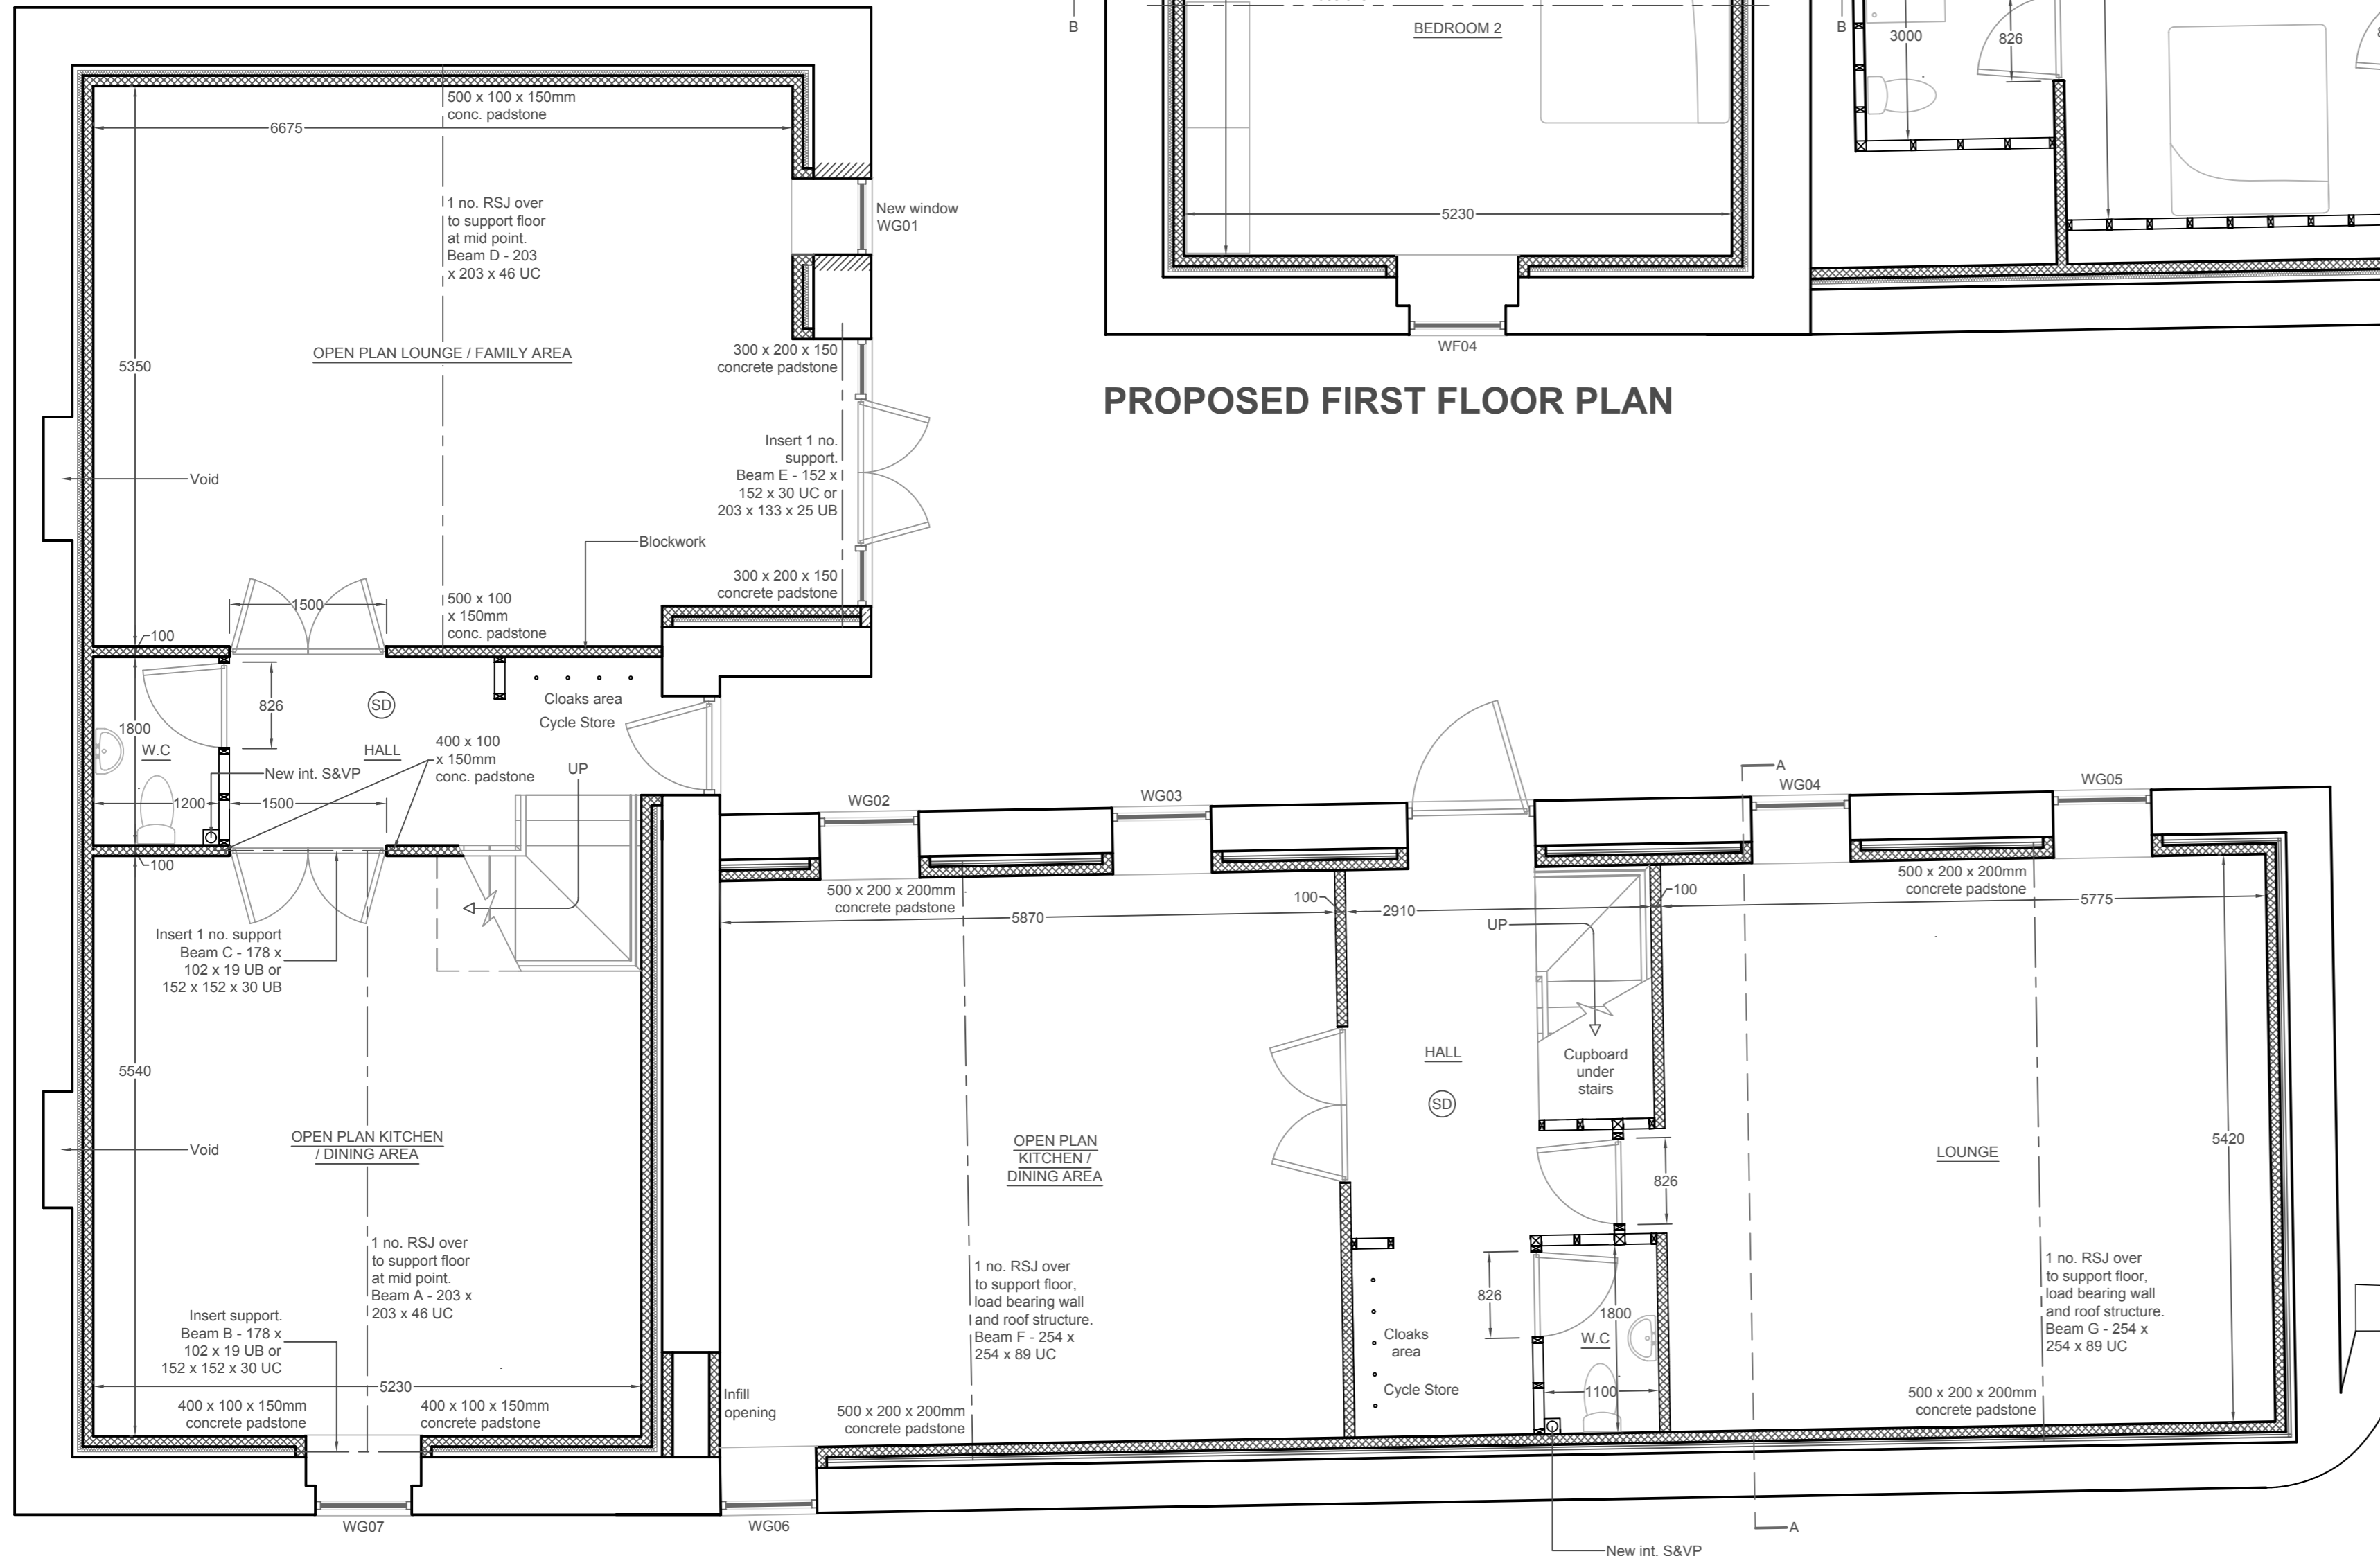 B
BEDROOM 2
5230
WF04
B
3000
826
PROPOSED FIRST FLOOR PLAN
500 x 100 x 150mm
conc. padstone
6675
1 no. RSJ over
to support floor
at mid point.
Beam D - 203
x 203 x 46 UC
New window
WG01
OPEN PLAN LOUNGE / FAMILY AREA
5350
300 x 200 x 150
concrete padstone
Insert 1 no.
support.
Beam E - 152 x
152 x 30 UC or
203 x 133 x 25 UB
Void
Blockwork
300 x 200 x 150
concrete padstone
1500
500 x 100
x 150mm
conc. padstone
100
826
SD
Cloaks area
Cycle Store
1800
W.C
HALL
400 x 100
x 150mm
conc. padstone
New int. S&VP
UP
1200
1500
100
Insert 1 no. support
Beam C - 178 x
102 x 19 UB or
152 x 152 x 30 UB
5540
OPEN PLAN KITCHEN
/ DINING AREA
Void
1 no. RSJ over
to support floor
at mid point.
Beam A - 203 x
203 x 46 UC
Insert support.
Beam B - 178 x
102 x 19 UB or
152 x 152 x 30 UC
5230
400 x 100 x 150mm
concrete padstone
400 x 100 x 150mm
concrete padstone
WG07
WG02
WG03
A
WG04
WG05
500 x 200 x 200mm
concrete padstone
5870
100
2910
100
500 x 200 x 200mm
concrete padstone
5775
UP
HALL
SD
Cupboard
under
stairs
OPEN PLAN
KITCHEN /
DINING AREA
826
LOUNGE
5420
1 no. RSJ over
to support floor,
load bearing wall
and roof structure.
Beam F - 254 x
254 x 89 UC
826
1800
W.C
Cloaks
area
Cycle Store
1100
1 no. RSJ over
to support floor,
load bearing wall
and roof structure.
Beam G - 254 x
254 x 89 UC
Infill
opening
500 x 200 x 200mm
concrete padstone
500 x 200 x 200mm
concrete padstone
WG06
A
New int. S&VP